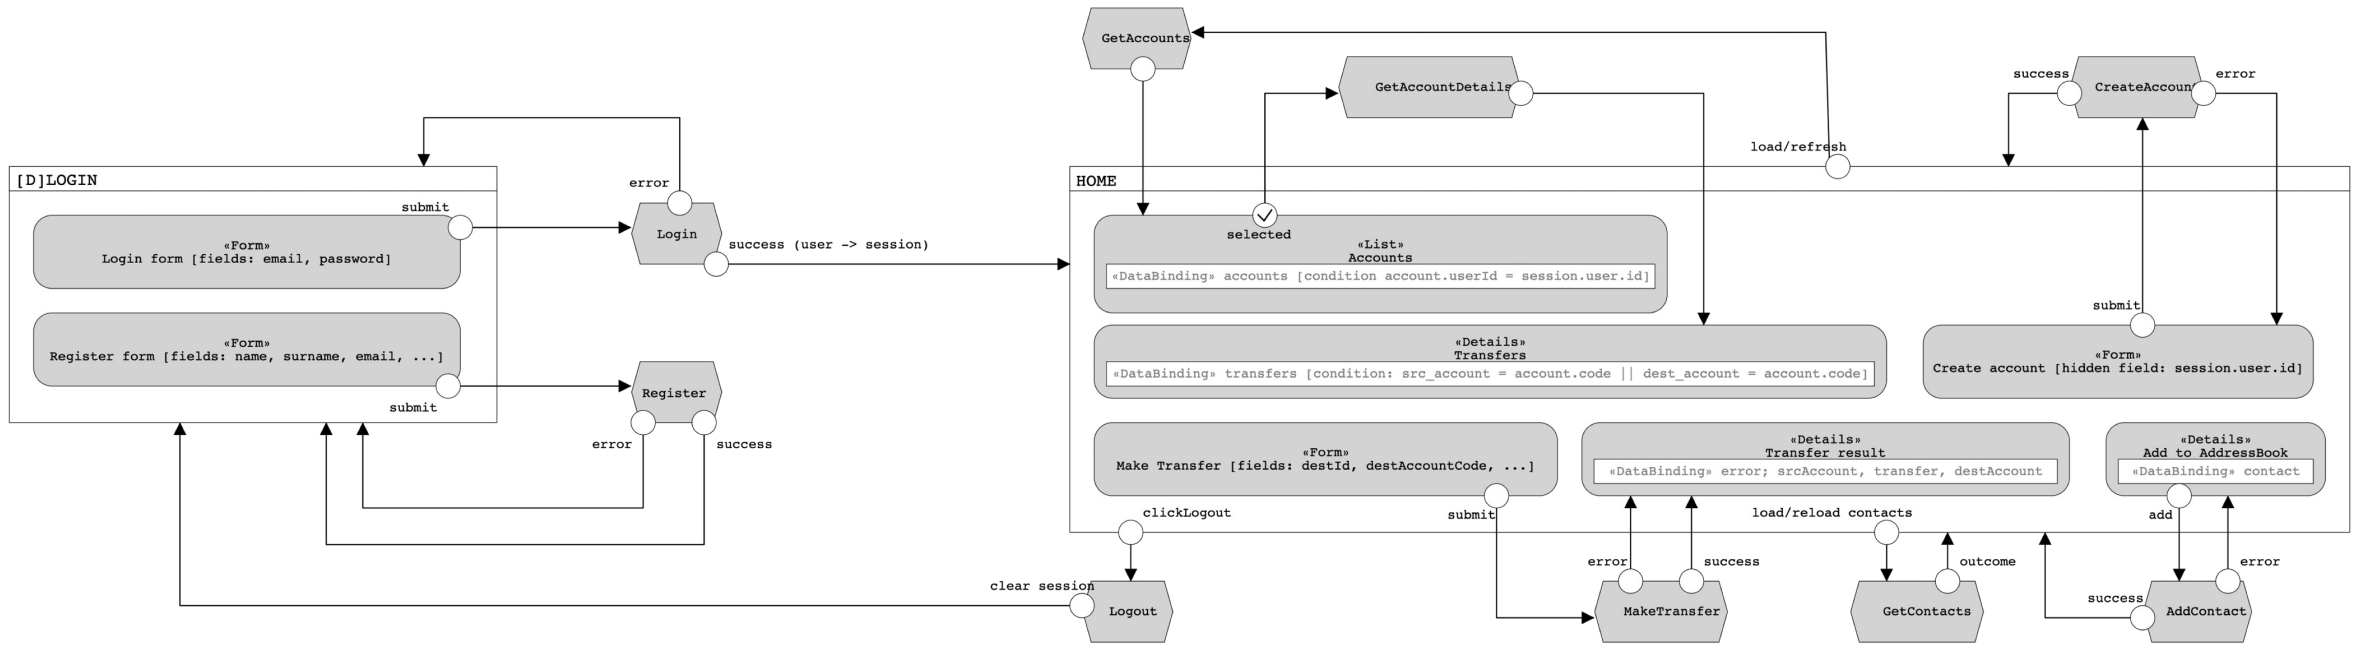 GetAccounts
GetAccountDetails
success
CreateAccount
error
load/refresh
[D]LOGIN
error
HOME
submit
Login
success (user -> session)
«Form»
Login form [fields: email, password]
selected
«List»
Accounts
«DataBinding» accounts [condition account.userId = session.user.id]
submit
«Form»
Register form [fields: name, surname, email, ...]
submit
Register
error
success
«Details»
Transfers
«DataBinding» transfers [condition: src_account = account.code || dest_account = account.code]
«Form»
Create account [hidden field: session.user.id]
«Form»
Make Transfer [fields: destId, destAccountCode, ...]
submit
«Details»
Transfer result
«DataBinding» error; srcAccount, transfer, destAccount
«Details»
Add to AddressBook
«DataBinding» contact
add
clickLogout
load/reload contacts
clear session
Logout
error
success
MakeTransfer
outcome
GetContacts
success
error
AddContact